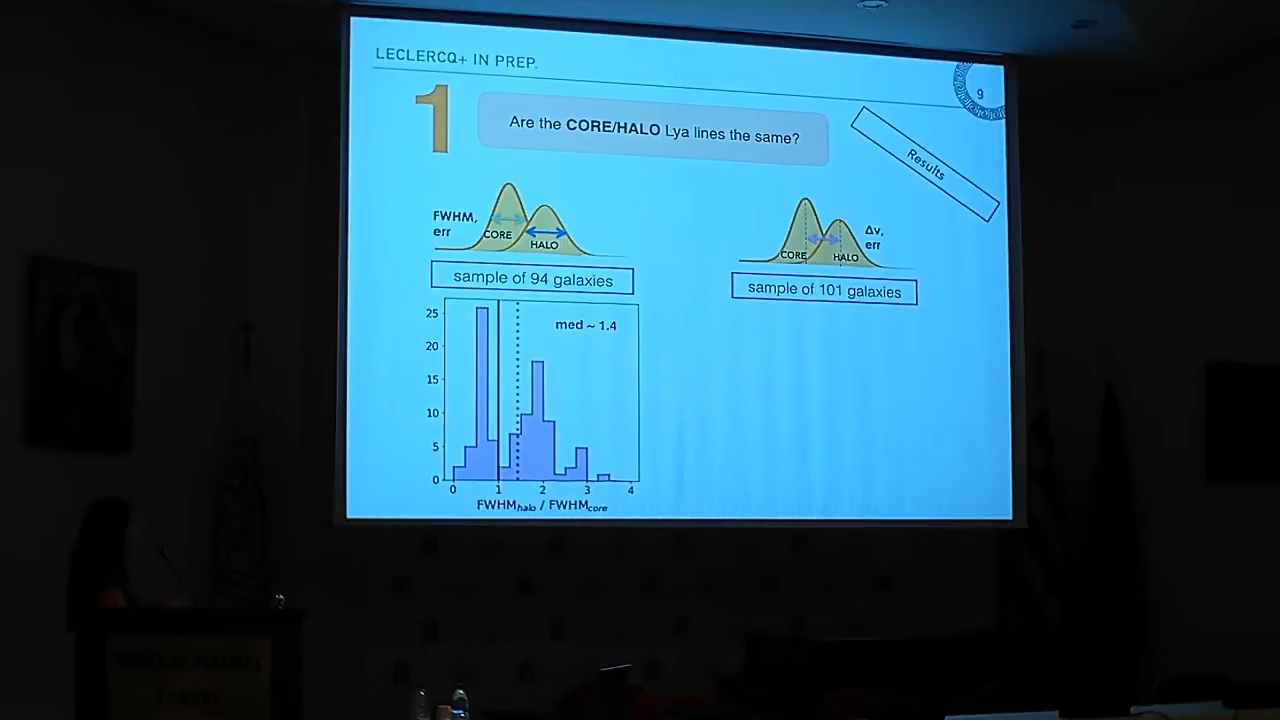 LECLERCQ+ IN PREP.
9
1
Are the CORE/HALO Lya lines the same?
Results
FWHM,
err
CORE
HALO
Δv,
err
CORE
HALO
sample of 94 galaxies
sample of 101 galaxies
med ~ 1.4
25
20
15
10
5
0
0 1 2 3 4
FWHMhalo / FWHMcore